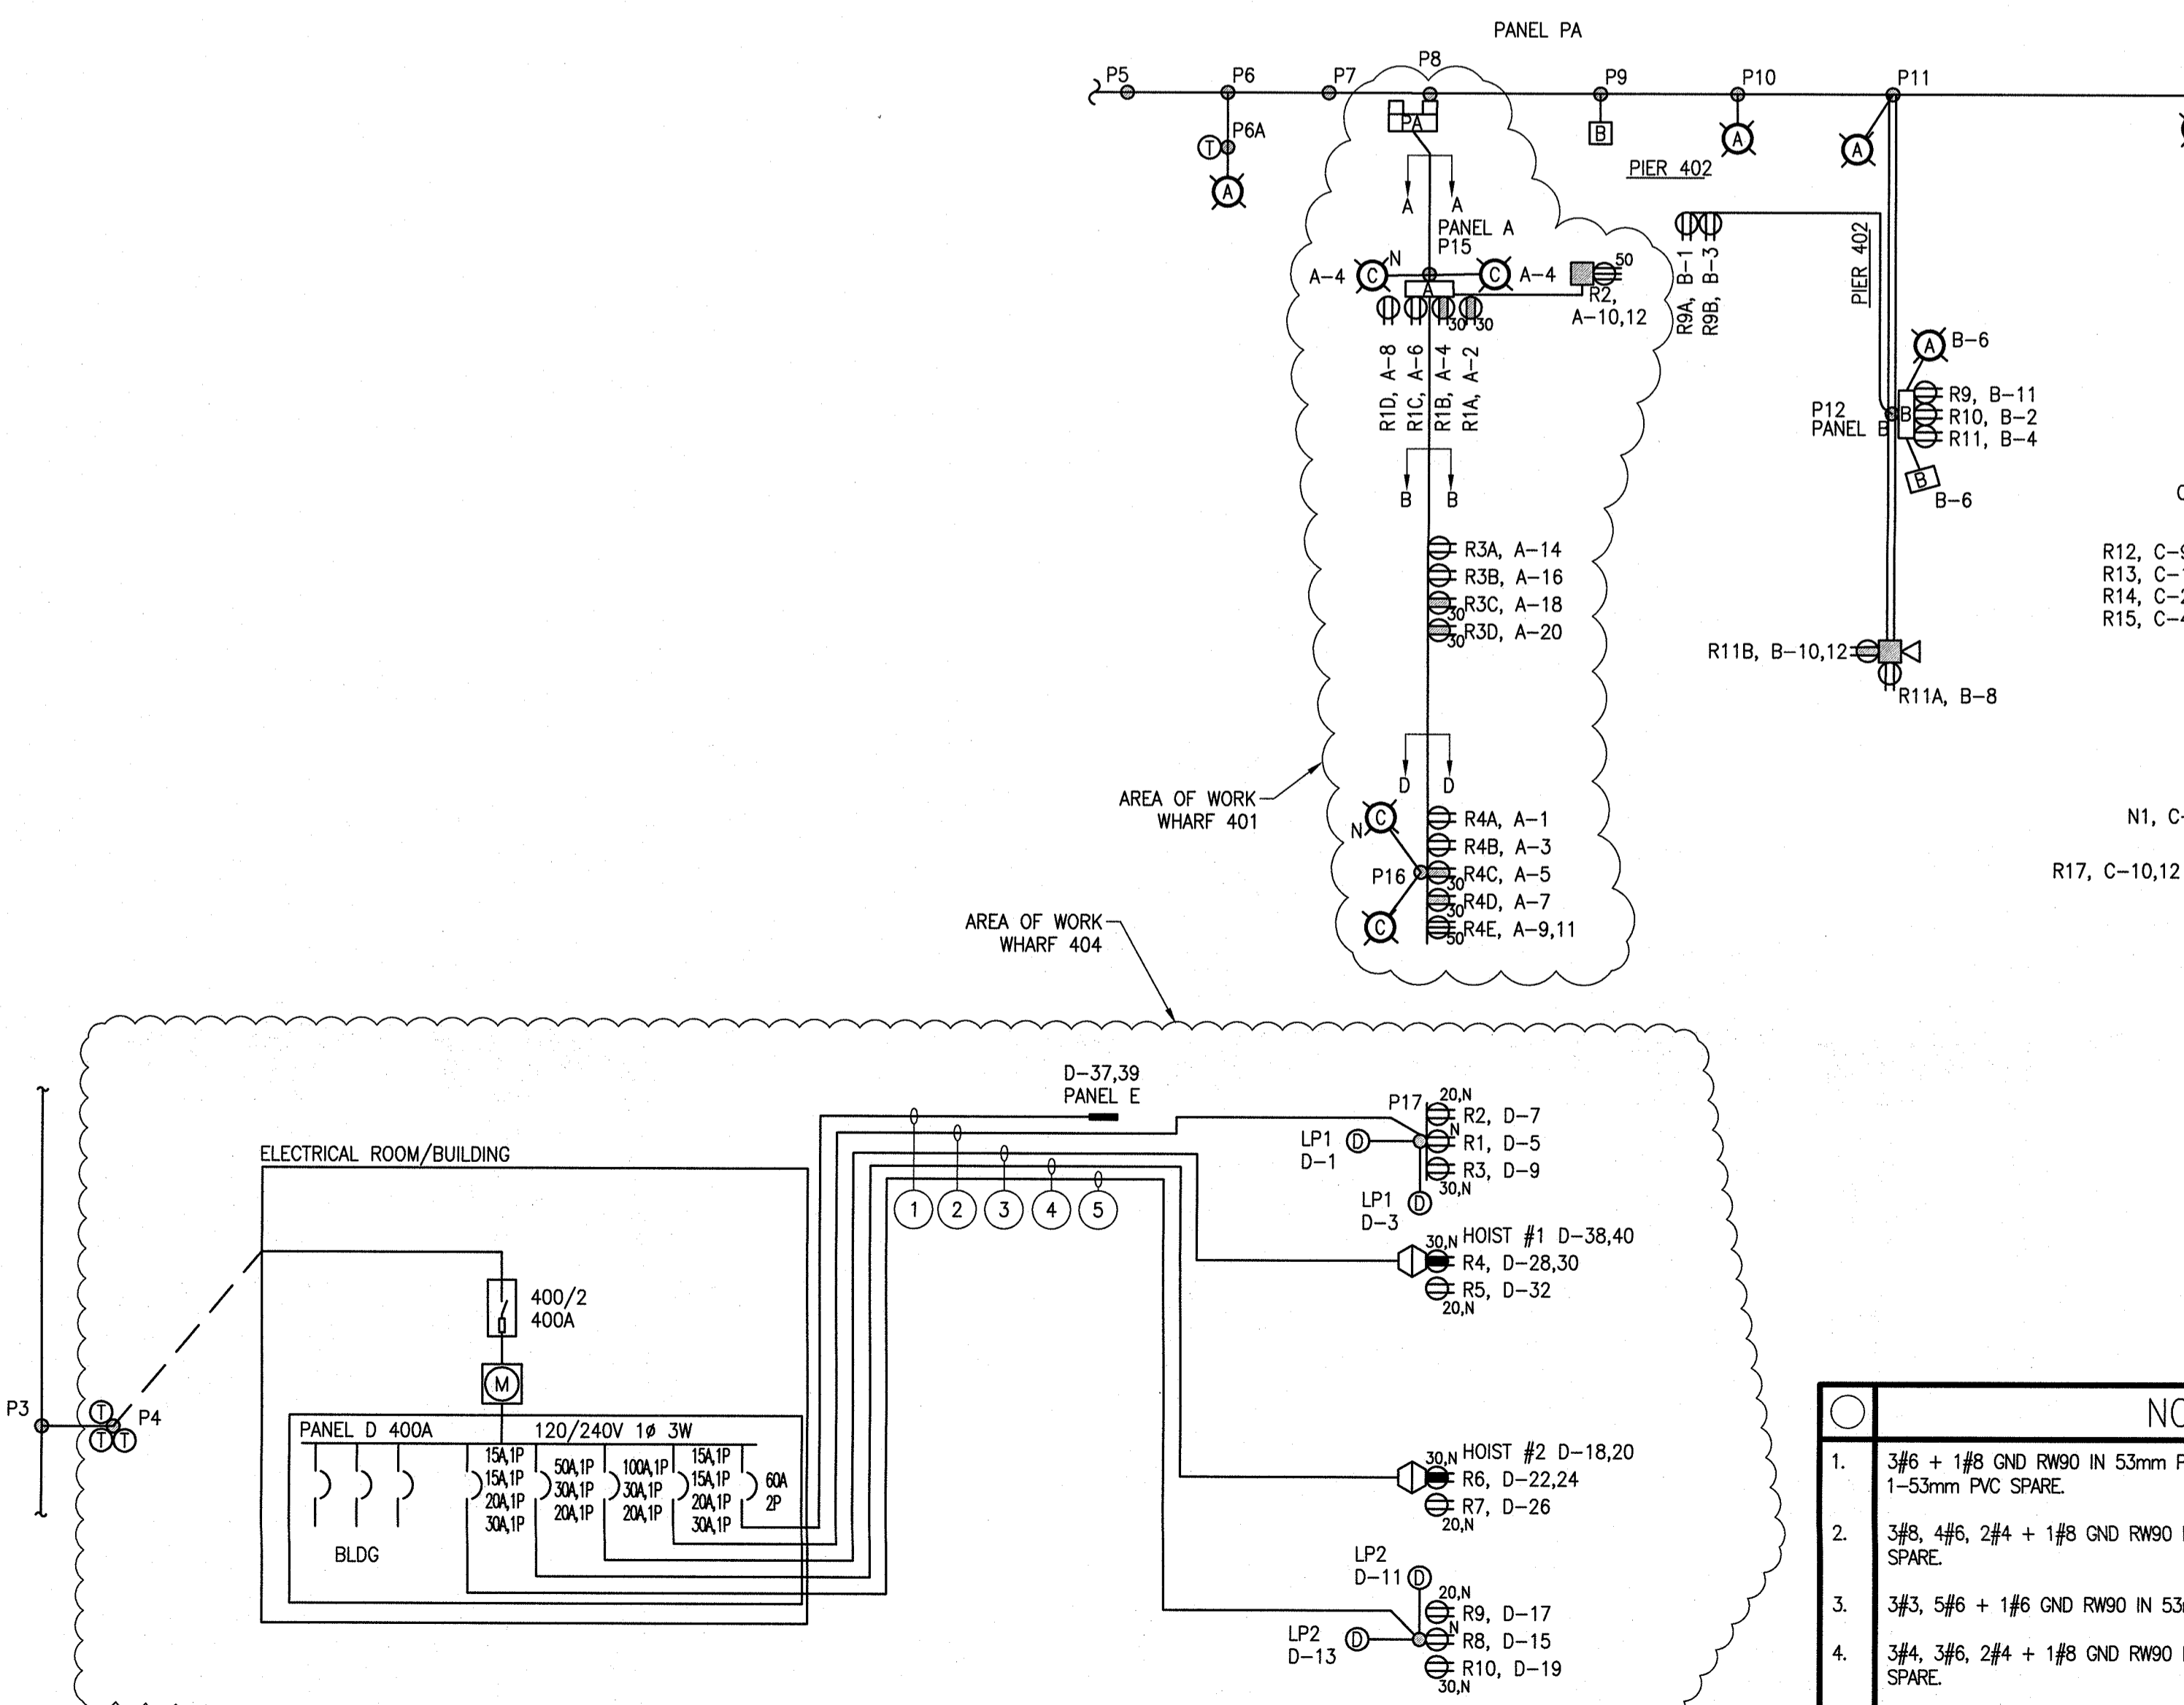 PANEL PA
P5
P6
P7
P8
P9
P10
P11
PA
B
A
A
P6A
T
A
PIER 402
A
A
PANEL A
P15
A-4
C
N
C
A-4
50
R2,
A-10,12
A
30
30
R1D, A-8
R1C, A-6
R1B, A-4
R1A, A-2
R9A, B-1
R9B, B-3
PIER 402
A
B-6
P12
PANEL B
B
R9, B-11
R10, B-2
R11, B-4
B
B-6
B
B
R3A, A-14
R3B, A-16
R3C, A-18
30
R3D, A-20
30
R12, C-9
R13, C-
R14, C-2
R15, C-4
R11B, B-10,12
R11A, B-8
D
D
AREA OF WORK
WHARF 401
N1, C-
R17, C-10,12
C
N
P16
C
R4A, A-1
R4B, A-3
R4C, A-5
30
R4D, A-7
30
R4E, A-9,11
50
AREA OF WORK
WHARF 404
D-37,39
PANEL E
1
2
3
4
5
P17
20,N
R2, D-7
N
R1, D-5
R3, D-9
30,N
LP1
D-1
D
LP1
D-3
D
30,N
HOIST #1 D-38,40
R4, D-28,30
R5, D-32
20,N
ELECTRICAL ROOM/BUILDING
400/2
400A
M
P3
T
P4
T
T
PANEL D 400A
120/240V 1ø 3W
15A,1P
15A,1P
20A,1P
30A,1P
50A,1P
30A,1P
20A,1P
100A,1P
30A,1P
20A,1P
15A,1P
15A,1P
20A,1P
30A,1P
60A
2P
BLDG
30,N
HOIST #2 D-18,20
R6, D-22,24
R7, D-26
20,N
LP2
D-11
D
20,N
R9, D-17
N
R8, D-15
R10, D-19
30,N
LP2
D-13
D
1. 3#6 + 1#8 GND RW90 IN 53mm P
1-53mm PVC SPARE.
2. 3#8, 4#6, 2#4 + 1#8 GND RW90
SPARE.
3. 3#3, 5#6 + 1#6 GND RW90 IN 53
4. 3#4, 3#6, 2#4 + 1#8 GND RW90
SPARE.